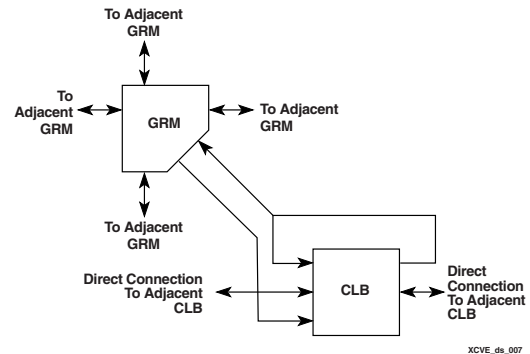 To Adjacent
GRM
To
Adjacent
GRM
GRM
To Adjacent
GRM
To Adjacent
GRM
Direct Connection
To Adjacent
CLB
CLB
Direct
Connection
To Adjacent
CLB
XCVE_ds_007